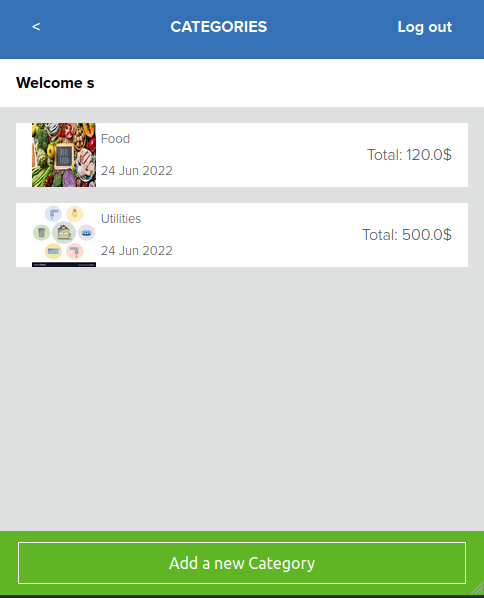 <
CATEGORIES
Log out
Welcome s
Food
24 Jun 2022
Total: 120.0$
Utilities
24 Jun 2022
Total: 500.0$
Add a new Category